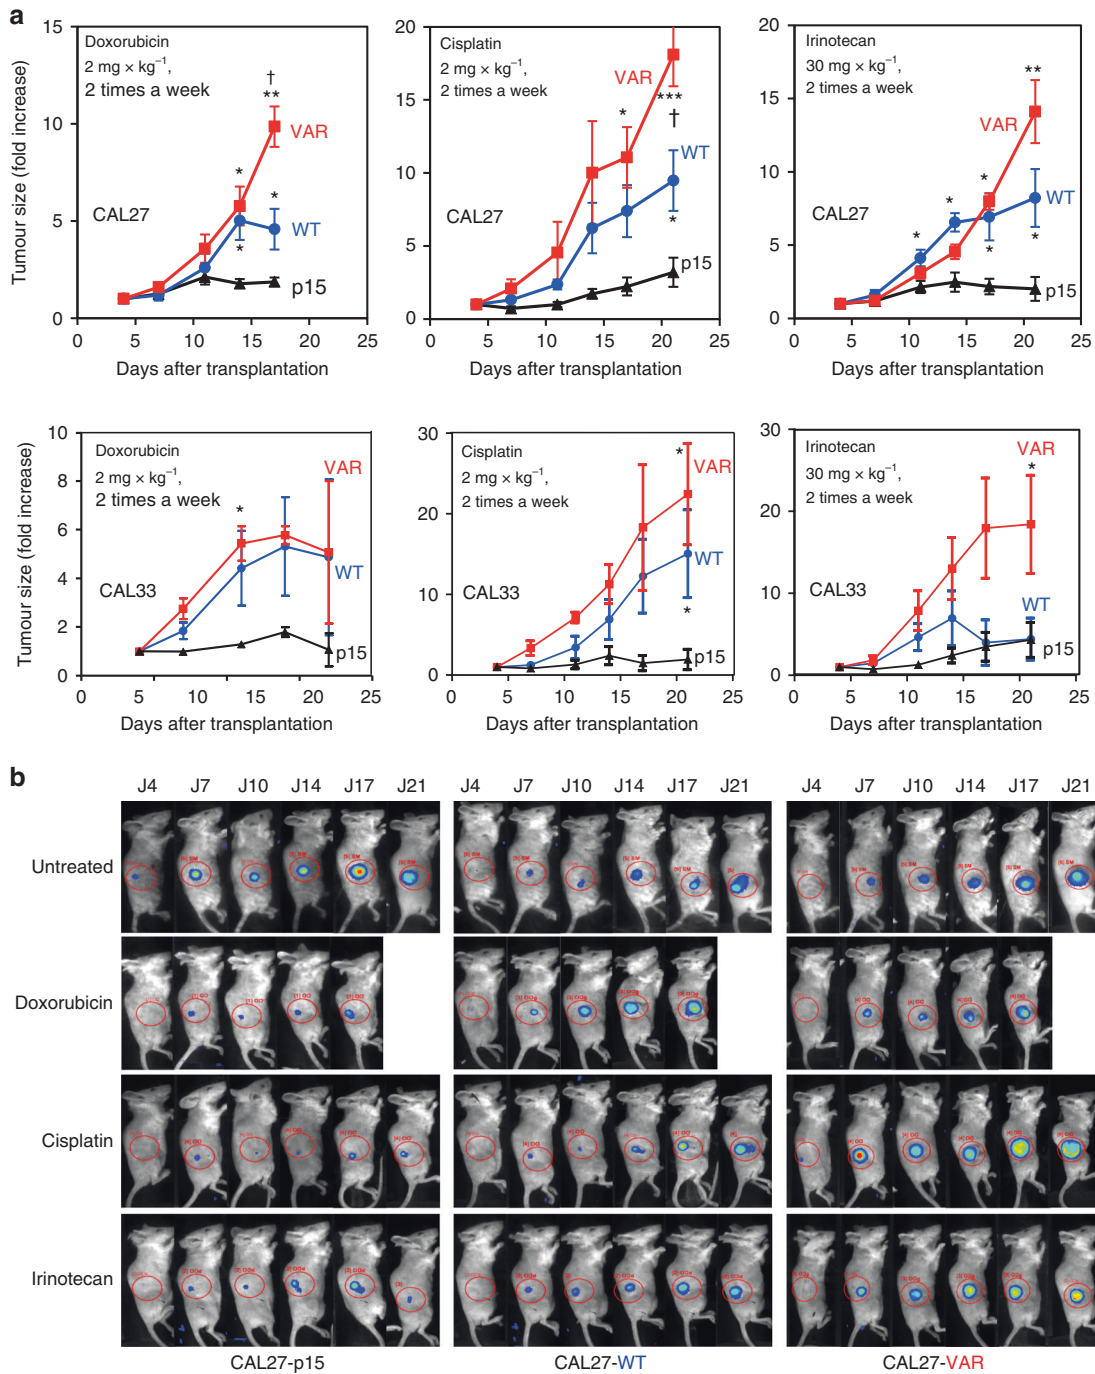 a
Doxorubicin
2 mg × kg⁻¹,
2 times a week
†
**
VAR
*
*
WT
*
CAL27
p15
Tumour size (fold increase)
15
10
5
0
0 5 10 15 20 25
Days after transplantation
Cisplatin
2 mg × kg⁻¹,
2 times a week
VAR
*
***
†
WT
*
CAL27
p15
20
15
10
5
0
0 5 10 15 20 25
Days after transplantation
Irinotecan
30 mg × kg⁻¹,
2 times a week
**
VAR
*
*
*
WT
*
*
CAL27
p15
20
15
10
5
0
0 5 10 15 20 25
Days after transplantation
Doxorubicin
2 mg × kg⁻¹,
2 times a week
VAR
*
WT
CAL33
p15
Tumour size (fold increase)
10
8
6
4
2
0
0 5 10 15 20 25
Days after transplantation
Cisplatin
2 mg × kg⁻¹,
2 times a week
*
VAR
WT
*
CAL33
p15
30
20
10
0
0 5 10 15 20 25
Days after transplantation
Irinotecan
30 mg × kg⁻¹,
2 times a week
VAR
*
CAL33
WT
p15
30
20
10
0
0 5 10 15 20 25
Days after transplantation
b
J4 J7 J10 J14 J17 J21
J4 J7 J10 J14 J17 J21
J4 J7 J10 J14 J17 J21
Untreated
Doxorubicin
Cisplatin
Irinotecan
CAL27-p15
CAL27-WT
CAL27-VAR